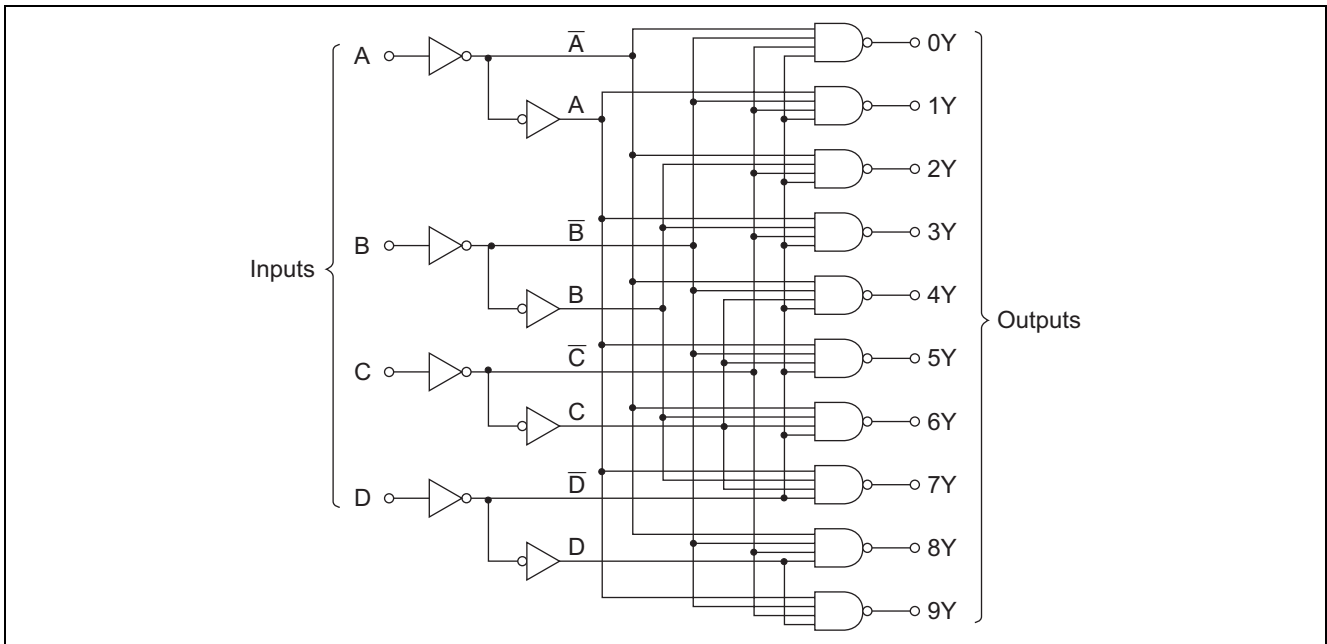 A̅
0Y
A
A
1Y
2Y
B̅
3Y
B
Inputs
B
4Y
Outputs
C̅
5Y
C
C
6Y
D̅
7Y
D
D
8Y
9Y